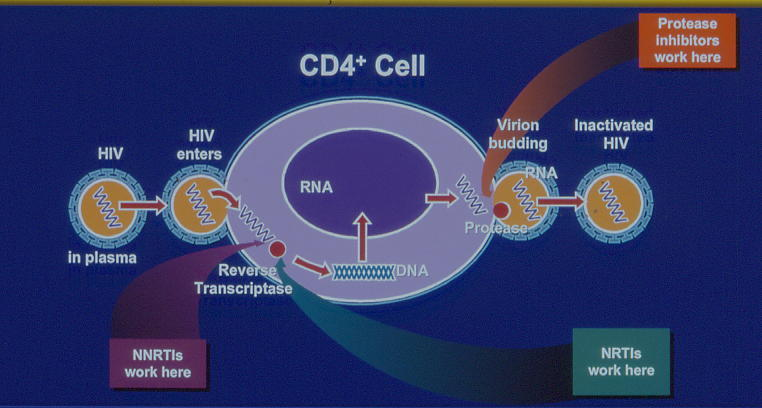 Protease
inhibitors
work here
CD4+ Cell
HIV
HIV
enters
Virion
budding
Inactivated
HIV
RNA
RNA
Protease
in plasma
Reverse
Transcriptase
DNA
NNRTIs
work here
NRTIs
work here